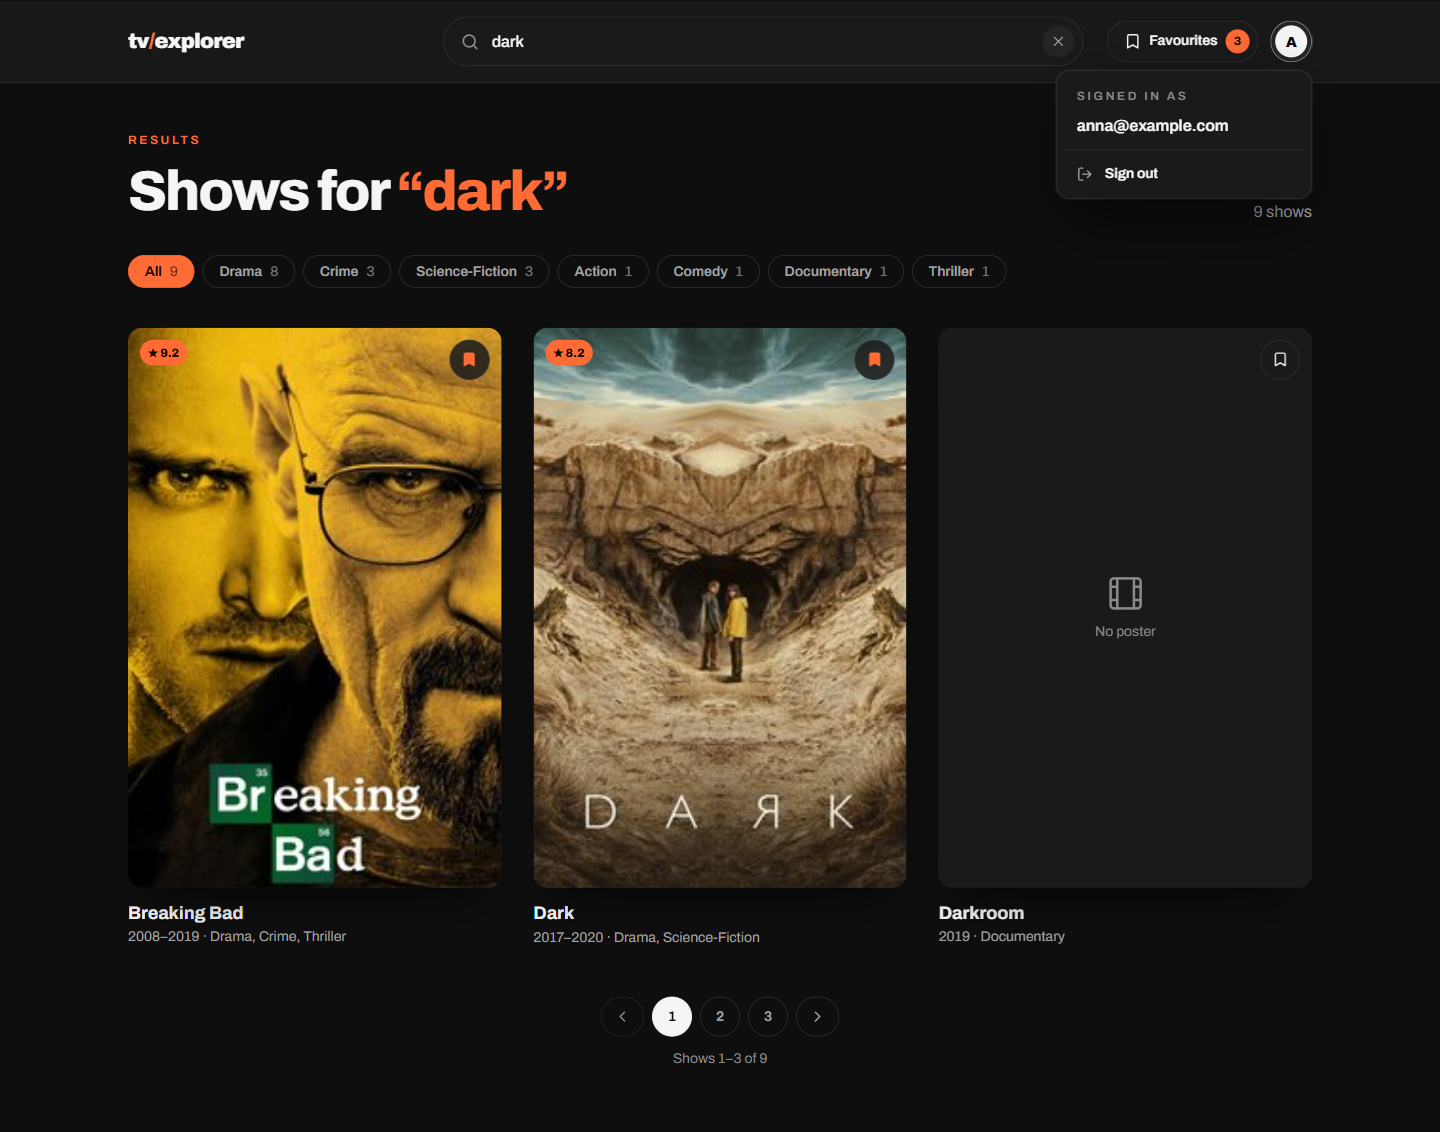 tv/explorer
dark
Favourites 3
A
SIGNED IN AS
anna@example.com
Sign out
RESULTS
Shows for “dark”
9 shows
All 9
Drama 8
Crime 3
Science-Fiction 3
Action 1
Comedy 1
Documentary 1
Thriller 1
★ 9.2
35
Breaking
56
Bad
★ 8.2
DAЯK
No poster
Breaking Bad
2008–2019 · Drama, Crime, Thriller
Dark
2017–2020 · Drama, Science-Fiction
Darkroom
2019 · Documentary
1 2 3
Shows 1–3 of 9